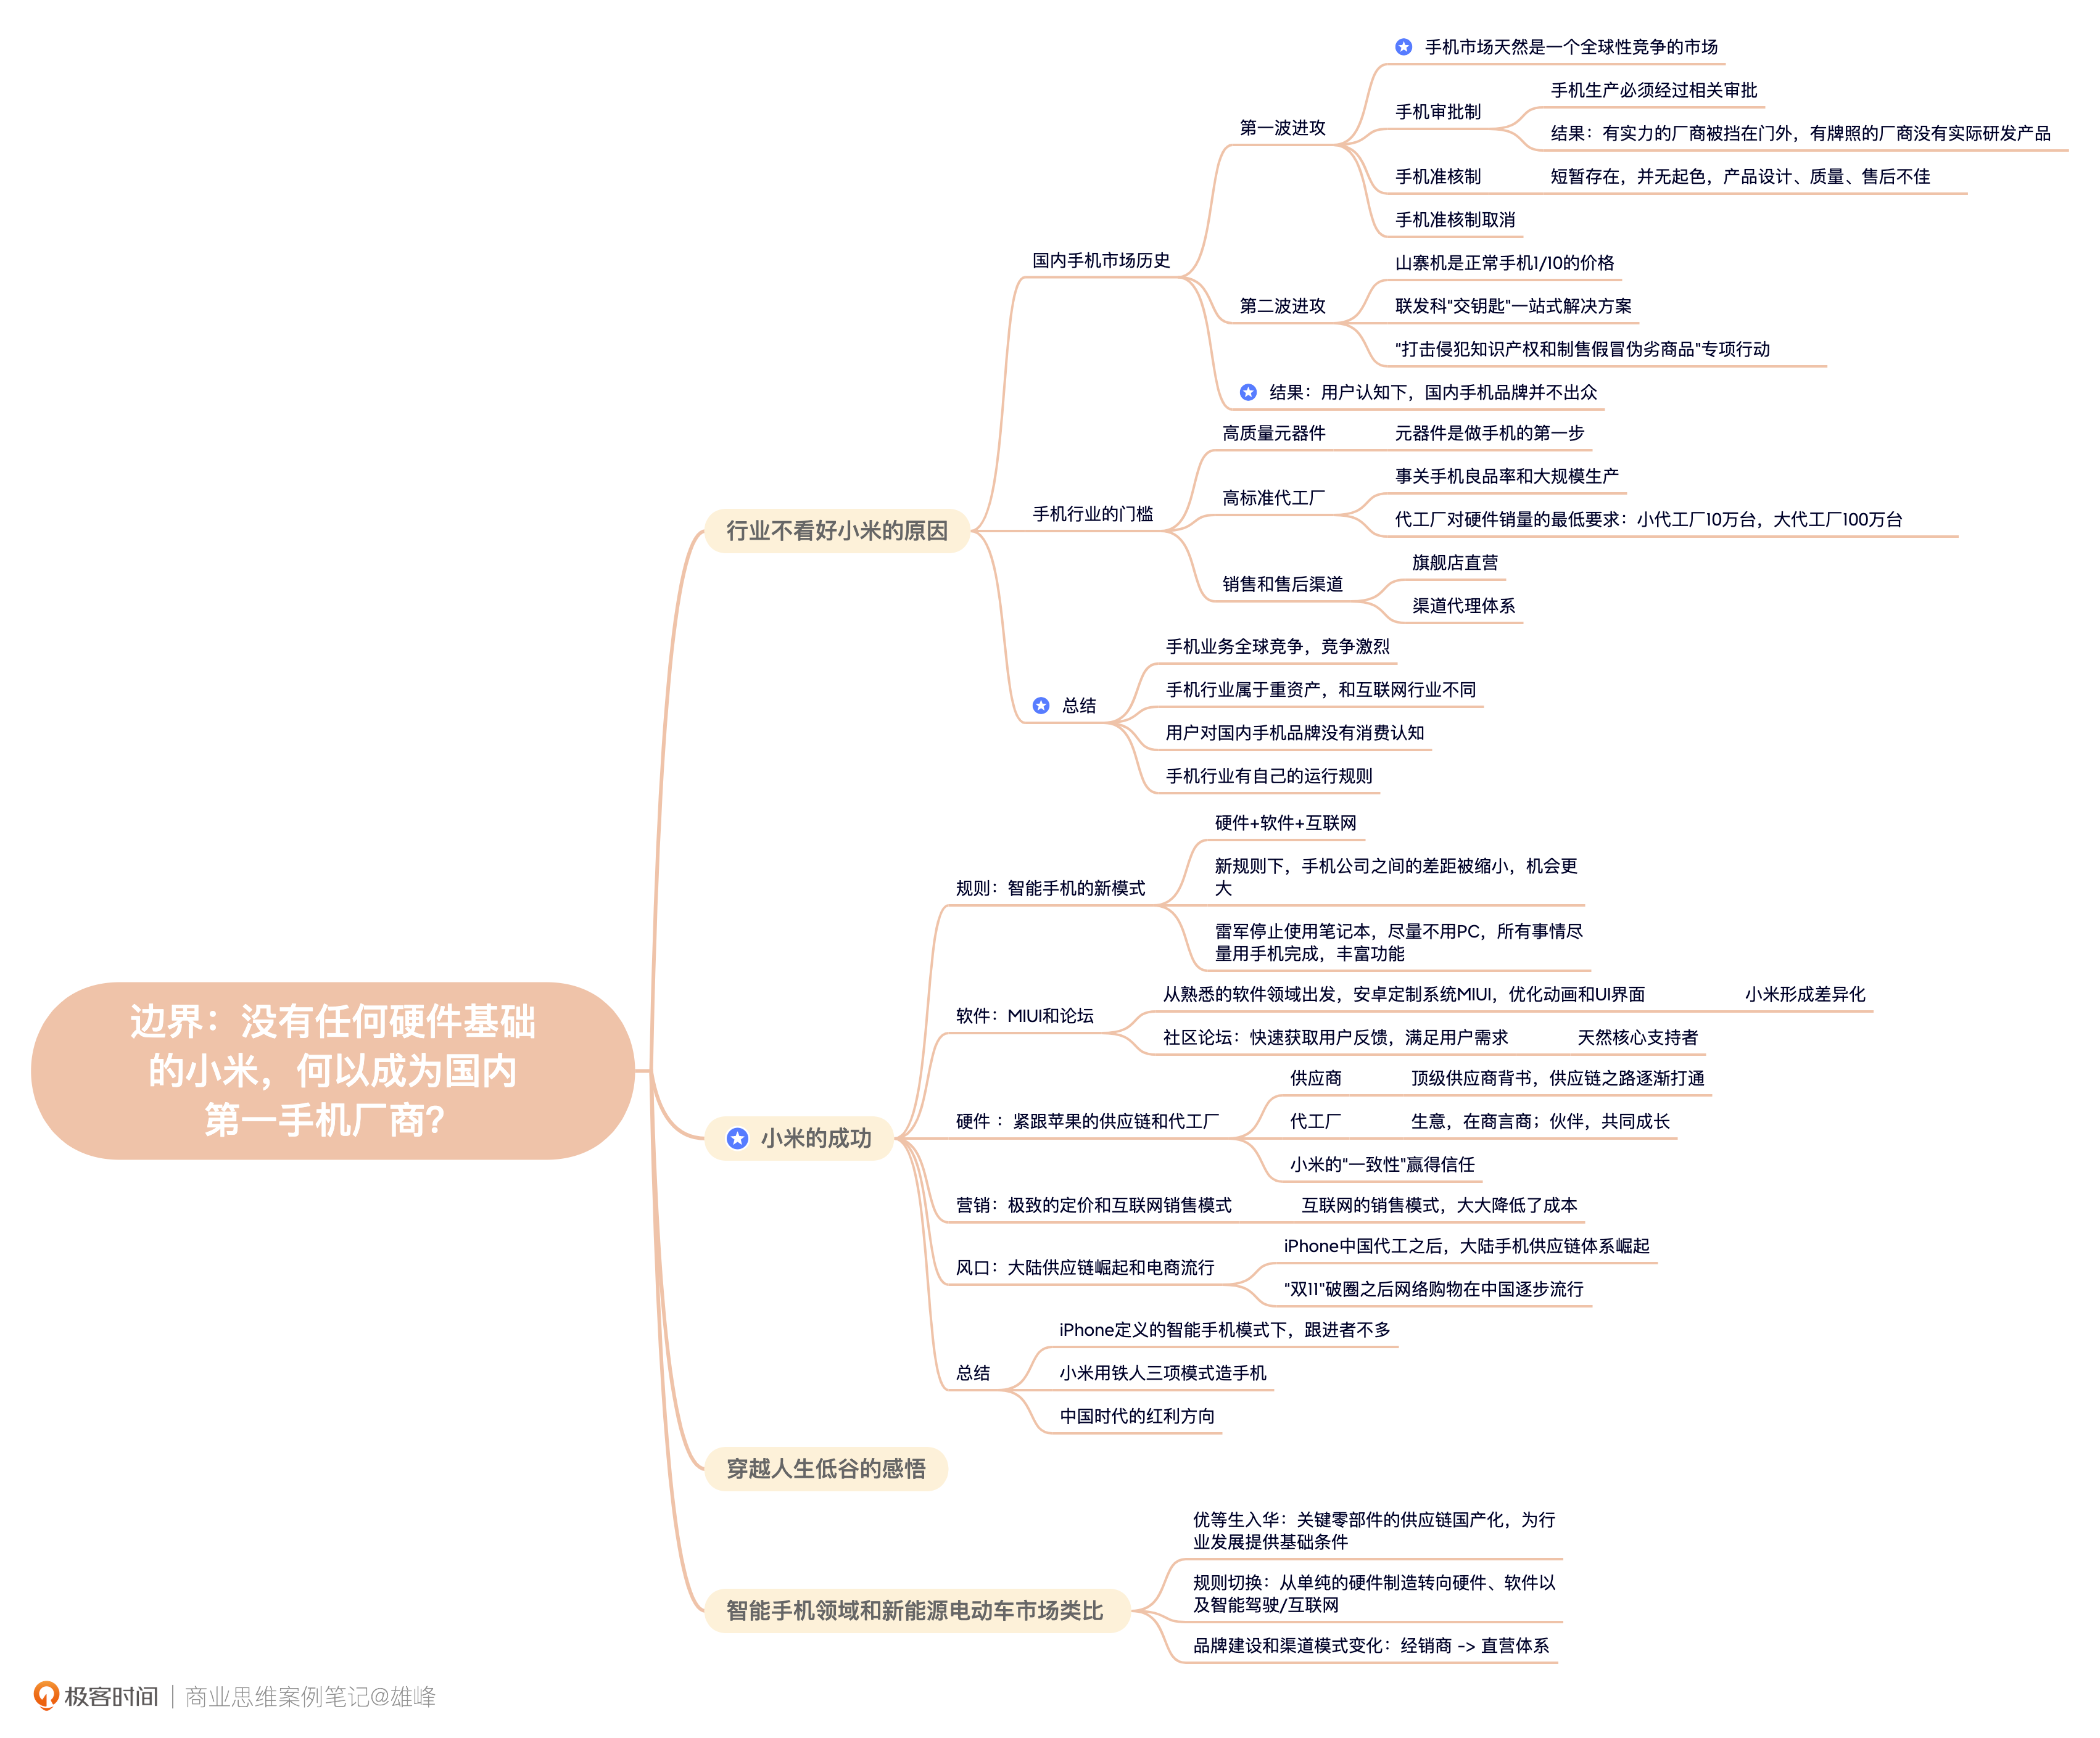 边界：没有任何硬件基础
的小米，何以成为国内
第一手机厂商？
行业不看好小米的原因
国内手机市场历史
第一波进攻
手机市场天然是一个全球性竞争的市场
手机审批制
手机生产必须经过相关审批
结果：有实力的厂商被挡在门外，有牌照的厂商没有实际研发产品
手机准核制
短暂存在，并无起色，产品设计、质量、售后不佳
手机准核制取消
第二波进攻
山寨机是正常手机1/10的价格
联发科"交钥匙"一站式解决方案
"打击侵犯知识产权和制售假冒伪劣商品"专项行动
结果：用户认知下，国内手机品牌并不出众
手机行业的门槛
高质量元器件
元器件是做手机的第一步
高标准代工厂
事关手机良品率和大规模生产
代工厂对硬件销量的最低要求：小代工厂10万台，大代工厂100万台
销售和售后渠道
旗舰店直营
渠道代理体系
总结
手机业务全球竞争，竞争激烈
手机行业属于重资产，和互联网行业不同
用户对国内手机品牌没有消费认知
手机行业有自己的运行规则
小米的成功
规则：智能手机的新模式
硬件+软件+互联网
新规则下，手机公司之间的差距被缩小，机会更
大
雷军停止使用笔记本，尽量不用PC，所有事情尽
量用手机完成，丰富功能
软件：MIUI和论坛
从熟悉的软件领域出发，安卓定制系统MIUI，优化动画和UI界面
小米形成差异化
社区论坛：快速获取用户反馈，满足用户需求
天然核心支持者
硬件 ：紧跟苹果的供应链和代工厂
供应商
顶级供应商背书，供应链之路逐渐打通
代工厂
生意，在商言商；伙伴，共同成长
小米的"一致性"赢得信任
营销：极致的定价和互联网销售模式
互联网的销售模式，大大降低了成本
风口：大陆供应链崛起和电商流行
iPhone中国代工之后，大陆手机供应链体系崛起
"双11"破圈之后网络购物在中国逐步流行
总结
iPhone定义的智能手机模式下，跟进者不多
小米用铁人三项模式造手机
中国时代的红利方向
穿越人生低谷的感悟
智能手机领域和新能源电动车市场类比
优等生入华：关键零部件的供应链国产化，为行
业发展提供基础条件
规则切换：从单纯的硬件制造转向硬件、软件以
及智能驾驶/互联网
品牌建设和渠道模式变化：经销商 -> 直营体系
极客时间
商业思维案例笔记@雄峰